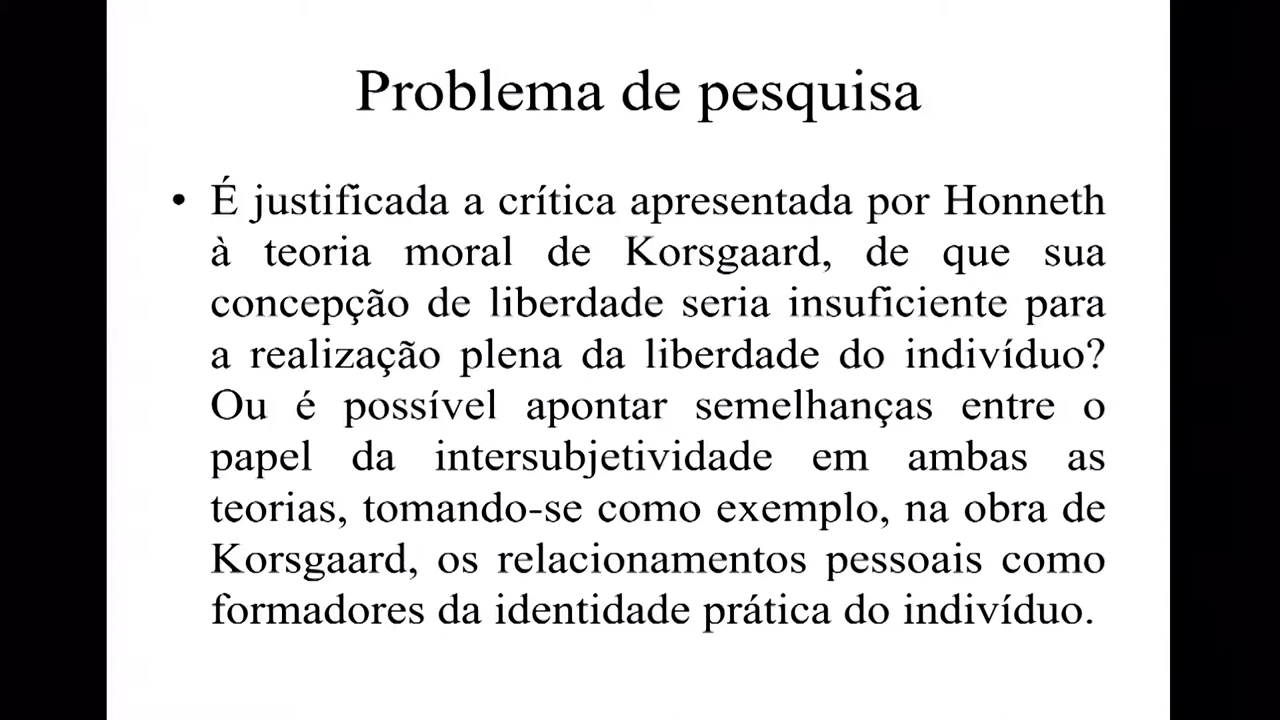 Problema de pesquisa
• É justificada a crítica apresentada por Honneth
à teoria moral de Korsgaard, de que sua
concepção de liberdade seria insuficiente para
a realização plena da liberdade do indivíduo?
Ou é possível apontar semelhanças entre o
papel da intersubjetividade em ambas as
teorias, tomando-se como exemplo, na obra de
Korsgaard, os relacionamentos pessoais como
formadores da identidade prática do indivíduo.